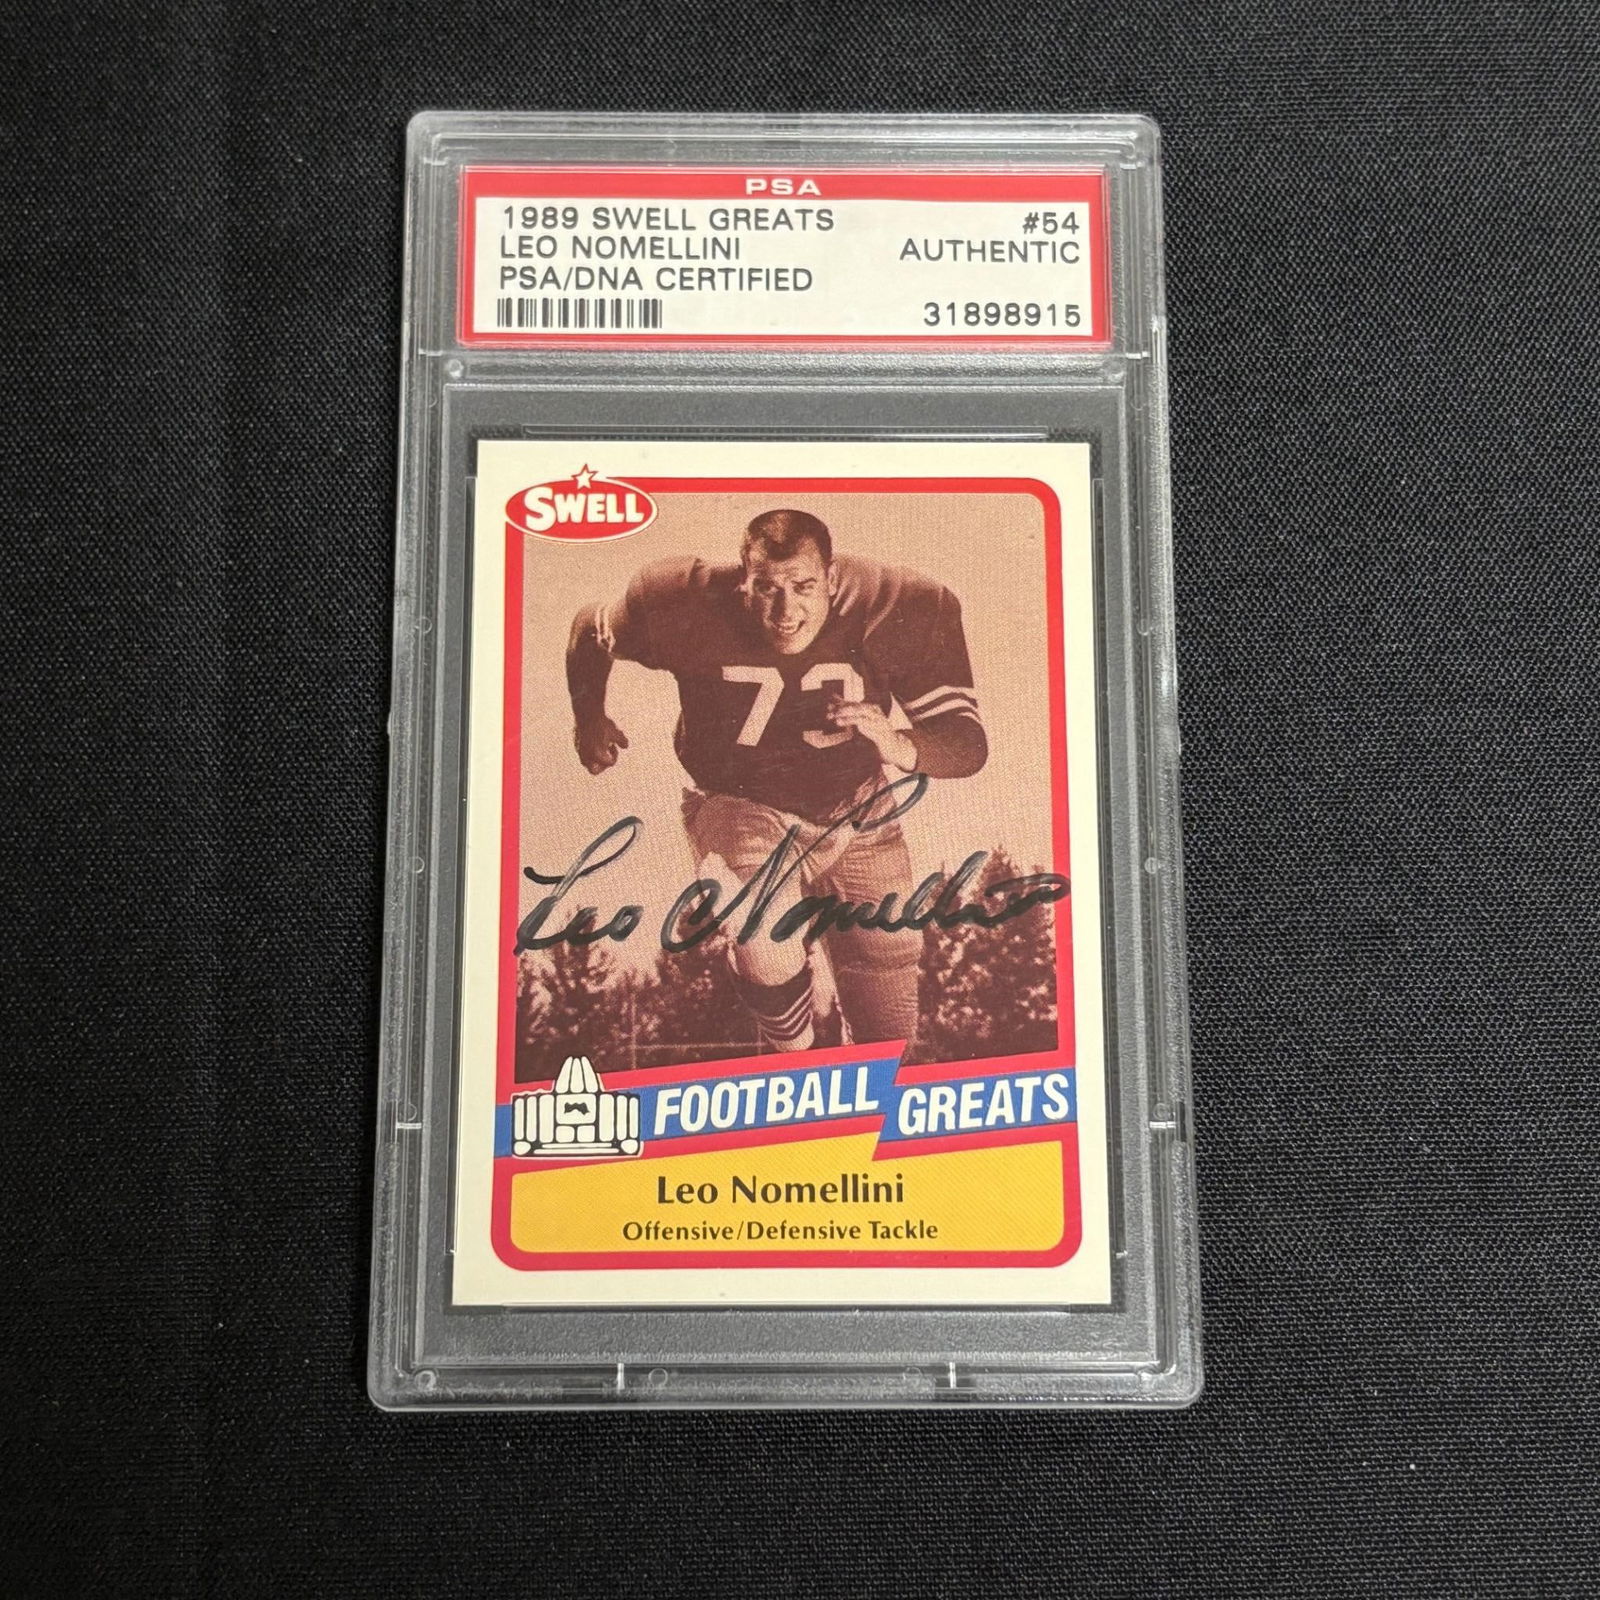 PSA
1989 SWELL GREATS #54
LEO NOMELLINI AUTHENTIC
PSA/DNA CERTIFIED
31898915
SWELL
73
Leo Nomellini
FOOTBALL GREATS
Leo Nomellini
Offensive/Defensive Tackle